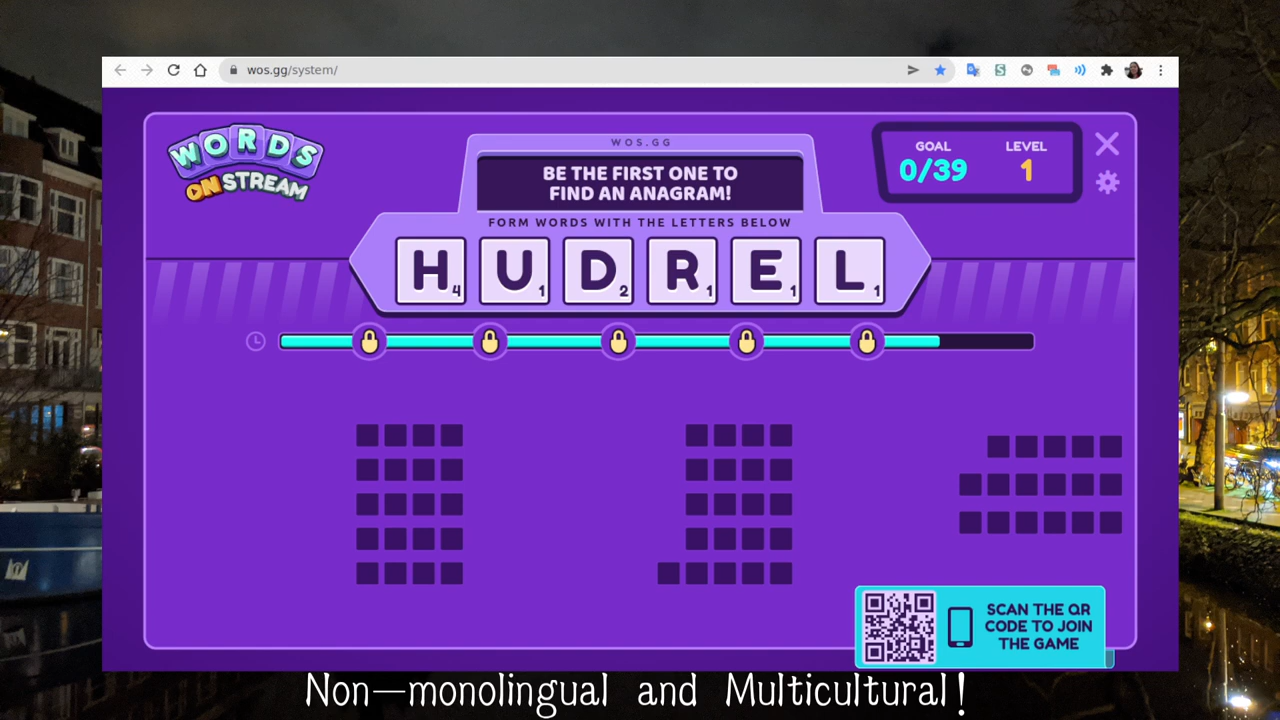 wos.gg/system/
WORDS
ON STREAM
WOS.GG
BE THE FIRST ONE TO
FIND AN ANAGRAM!
GOAL
0/39
LEVEL
1
FORM WORDS WITH THE LETTERS BELOW
H4 U1 D2 R1 E1 L1
SCAN THE QR
CODE TO JOIN
THE GAME
Non-monolingual and Multicultural!